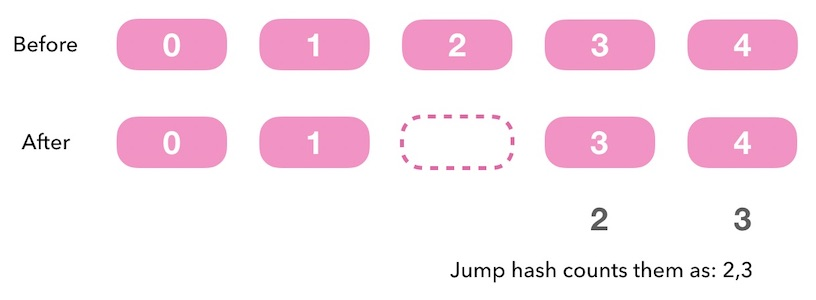 Before 0 1 2 3 4
After 0 1 3 4
2 3
Jump hash counts them as: 2,3